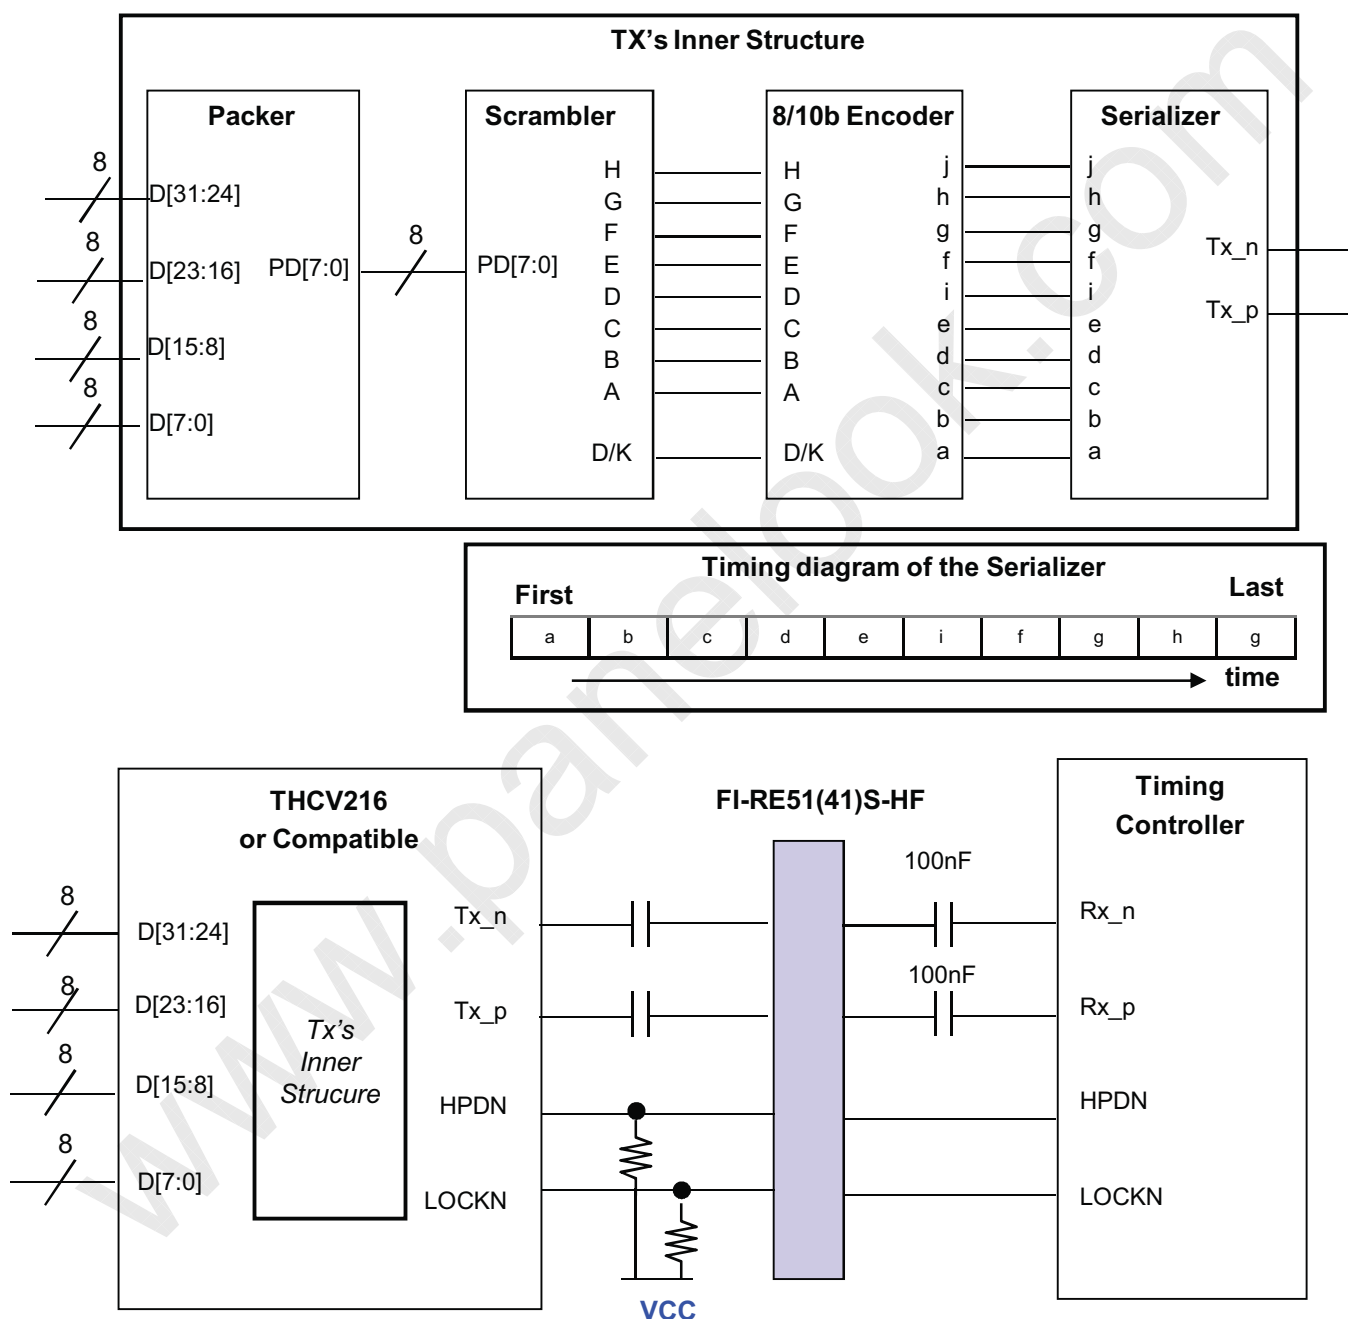 TX's Inner Structure
Packer
8
D[31:24]
8
D[23:16]
8
D[15:8]
8
D[7:0]
PD[7:0]
8
Scrambler
PD[7:0]
H
G
F
E
D
C
B
A
D/K
8/10b Encoder
H
G
F
E
D
C
B
A
D/K
j
h
g
f
i
e
d
c
b
a
Serializer
j
h
g
f
i
e
d
c
b
a
Tx_n
Tx_p
Timing diagram of the Serializer
First
Last
a b c d e i f g h g
time
THCV216
or Compatible
8
D[31:24]
8
D[23:16]
8
D[15:8]
8
D[7:0]
Tx's
Inner
Strucure
Tx_n
Tx_p
HPDN
LOCKN
VCC
FI-RE51(41)S-HF
100nF
100nF
Timing
Controller
Rx_n
Rx_p
HPDN
LOCKN
www.panelook.com